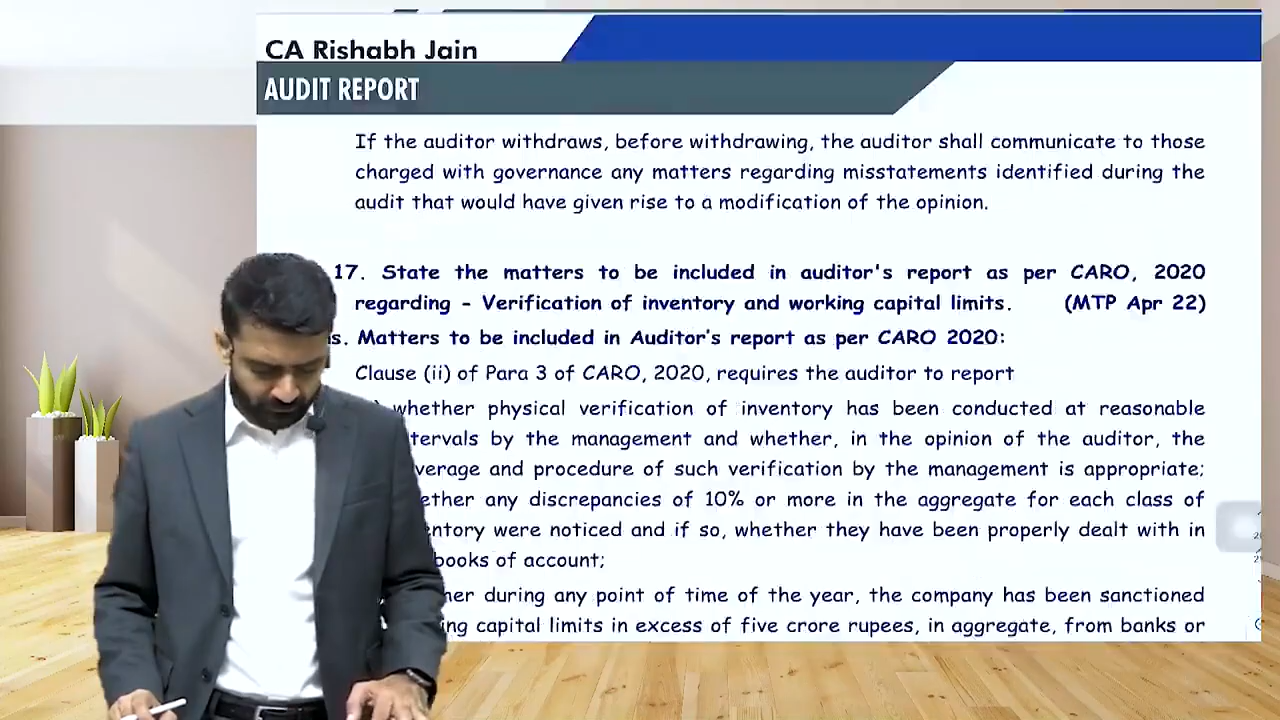 CA Rishabh Jain
AUDIT REPORT
If the auditor withdraws, before withdrawing, the auditor shall communicate to those
charged with governance any matters regarding misstatements identified during the
audit that would have given rise to a modification of the opinion.
17. State the matters to be included in auditor's report as per CARO, 2020
regarding - Verification of inventory and working capital limits. (MTP Apr 22)
s. Matters to be included in Auditor's report as per CARO 2020:
Clause (ii) of Para 3 of CARO, 2020, requires the auditor to report
whether physical verification of inventory has been conducted at reasonable
tervals by the management and whether, in the opinion of the auditor, the
verage and procedure of such verification by the management is appropriate;
ether any discrepancies of 10% or more in the aggregate for each class of
entory were noticed and if so, whether they have been properly dealt with in
books of account;
her during any point of time of the year, the company has been sanctioned
ng capital limits in excess of five crore rupees, in aggregate, from banks or